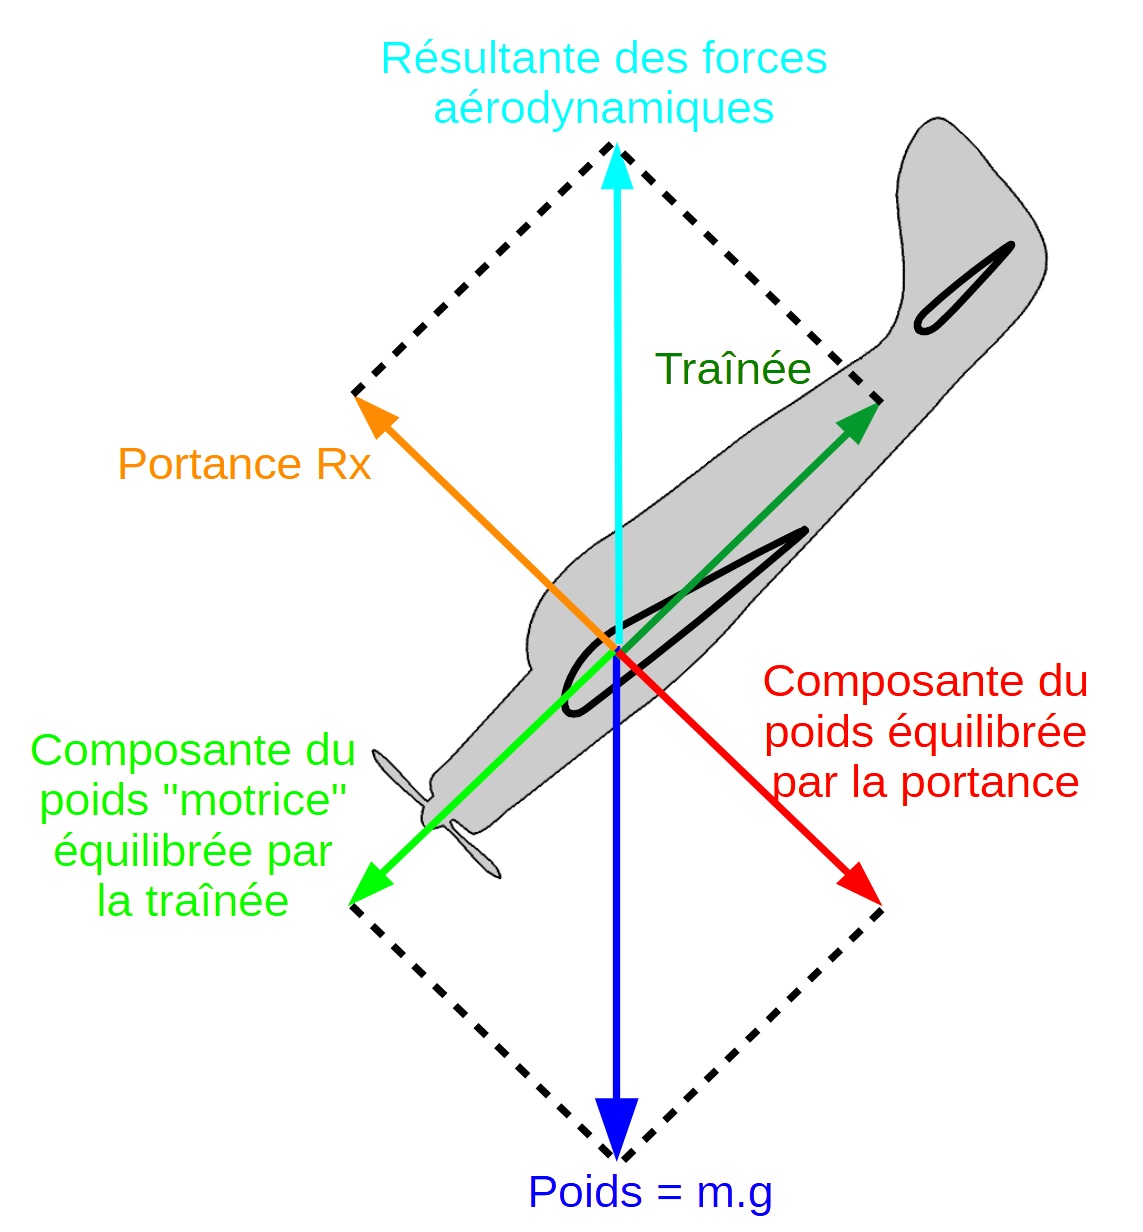 Résultante des forces
aérodynamiques
Traînée
Portance Rx
Composante du
poids équilibrée
par la portance
Composante du
poids "motrice"
équilibrée par
la traînée
Poids = m.g